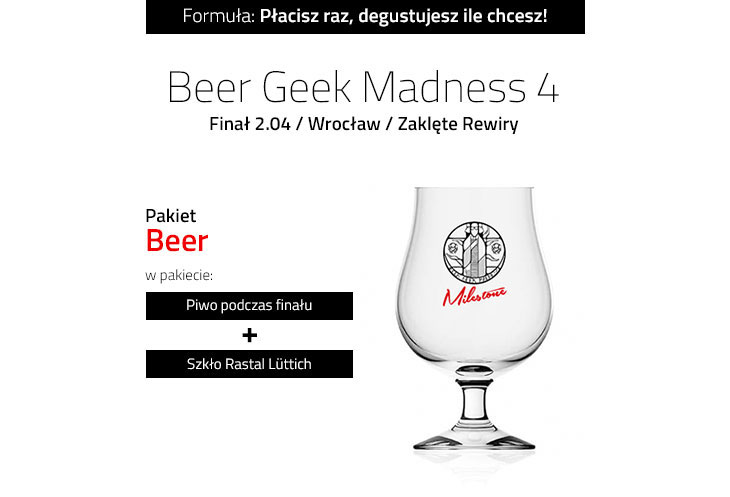 Formuła: Płacisz raz, degustujesz ile chcesz!
Beer Geek Madness 4
Finał 2.04 / Wrocław / Zaklęte Rewiry
Pakiet
Beer
w pakiecie:
Piwo podczas finału
+
Szkło Rastal Lüttich
Milestone